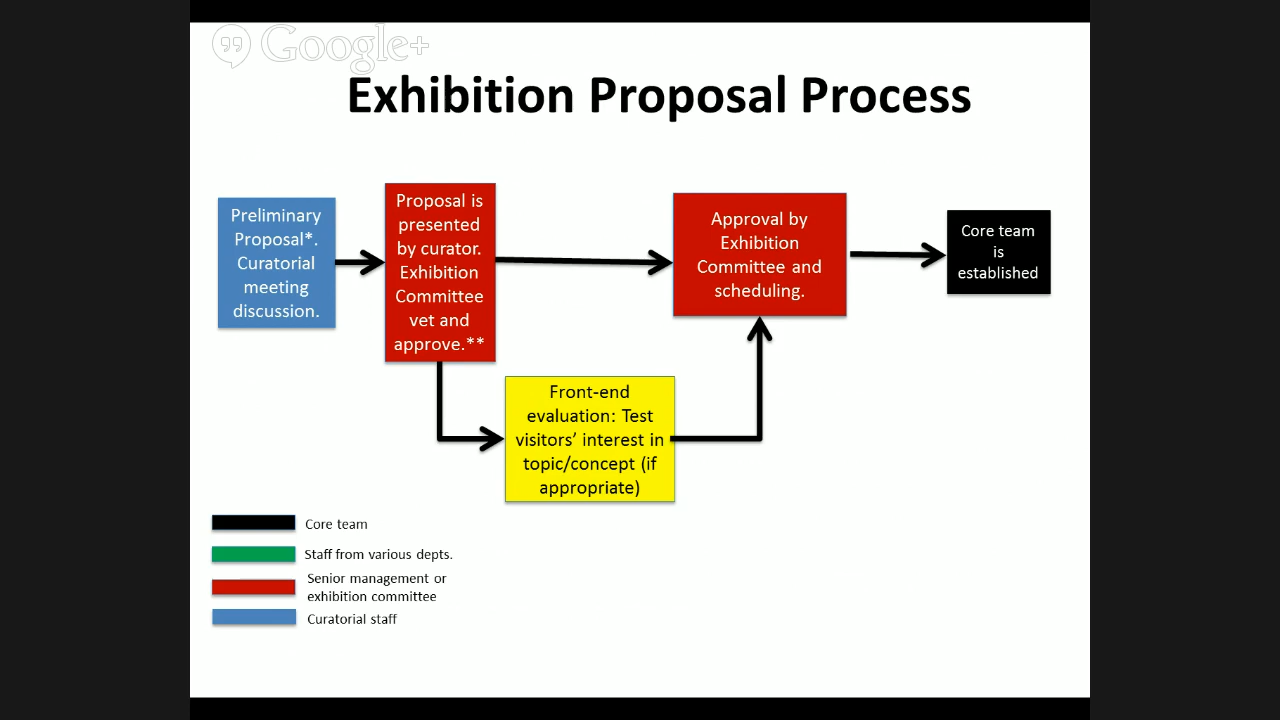 Google+
Exhibition Proposal Process
Preliminary
Proposal*.
Curatorial
meeting
discussion.
Proposal is
presented
by curator.
Exhibition
Committee
vet and
approve.**
Approval by
Exhibition
Committee and
scheduling.
Core team
is
established
Front-end
evaluation: Test
visitors’ interest in
topic/concept (if
appropriate)
Core team
Staff from various depts.
Senior management or
exhibition committee
Curatorial staff